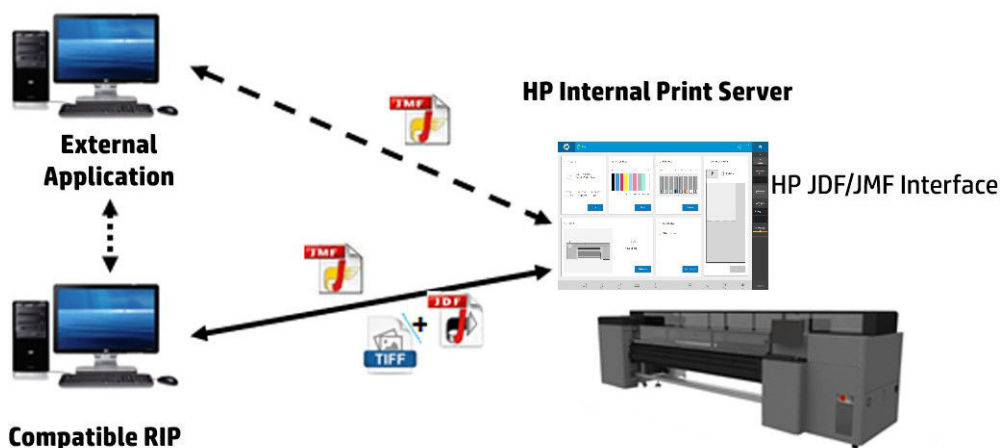 JMF
HP Internal Print Server
External
Application
HP JDF/JMF Interface
JMF
JDF
+
TIFF
Compatible RIP